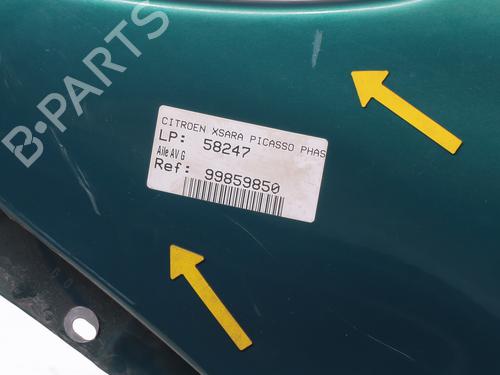 B-PARTS
CITROEN XSARA PICASSO PHAS
LP: 58247
Aile AV G
Ref: 99859850